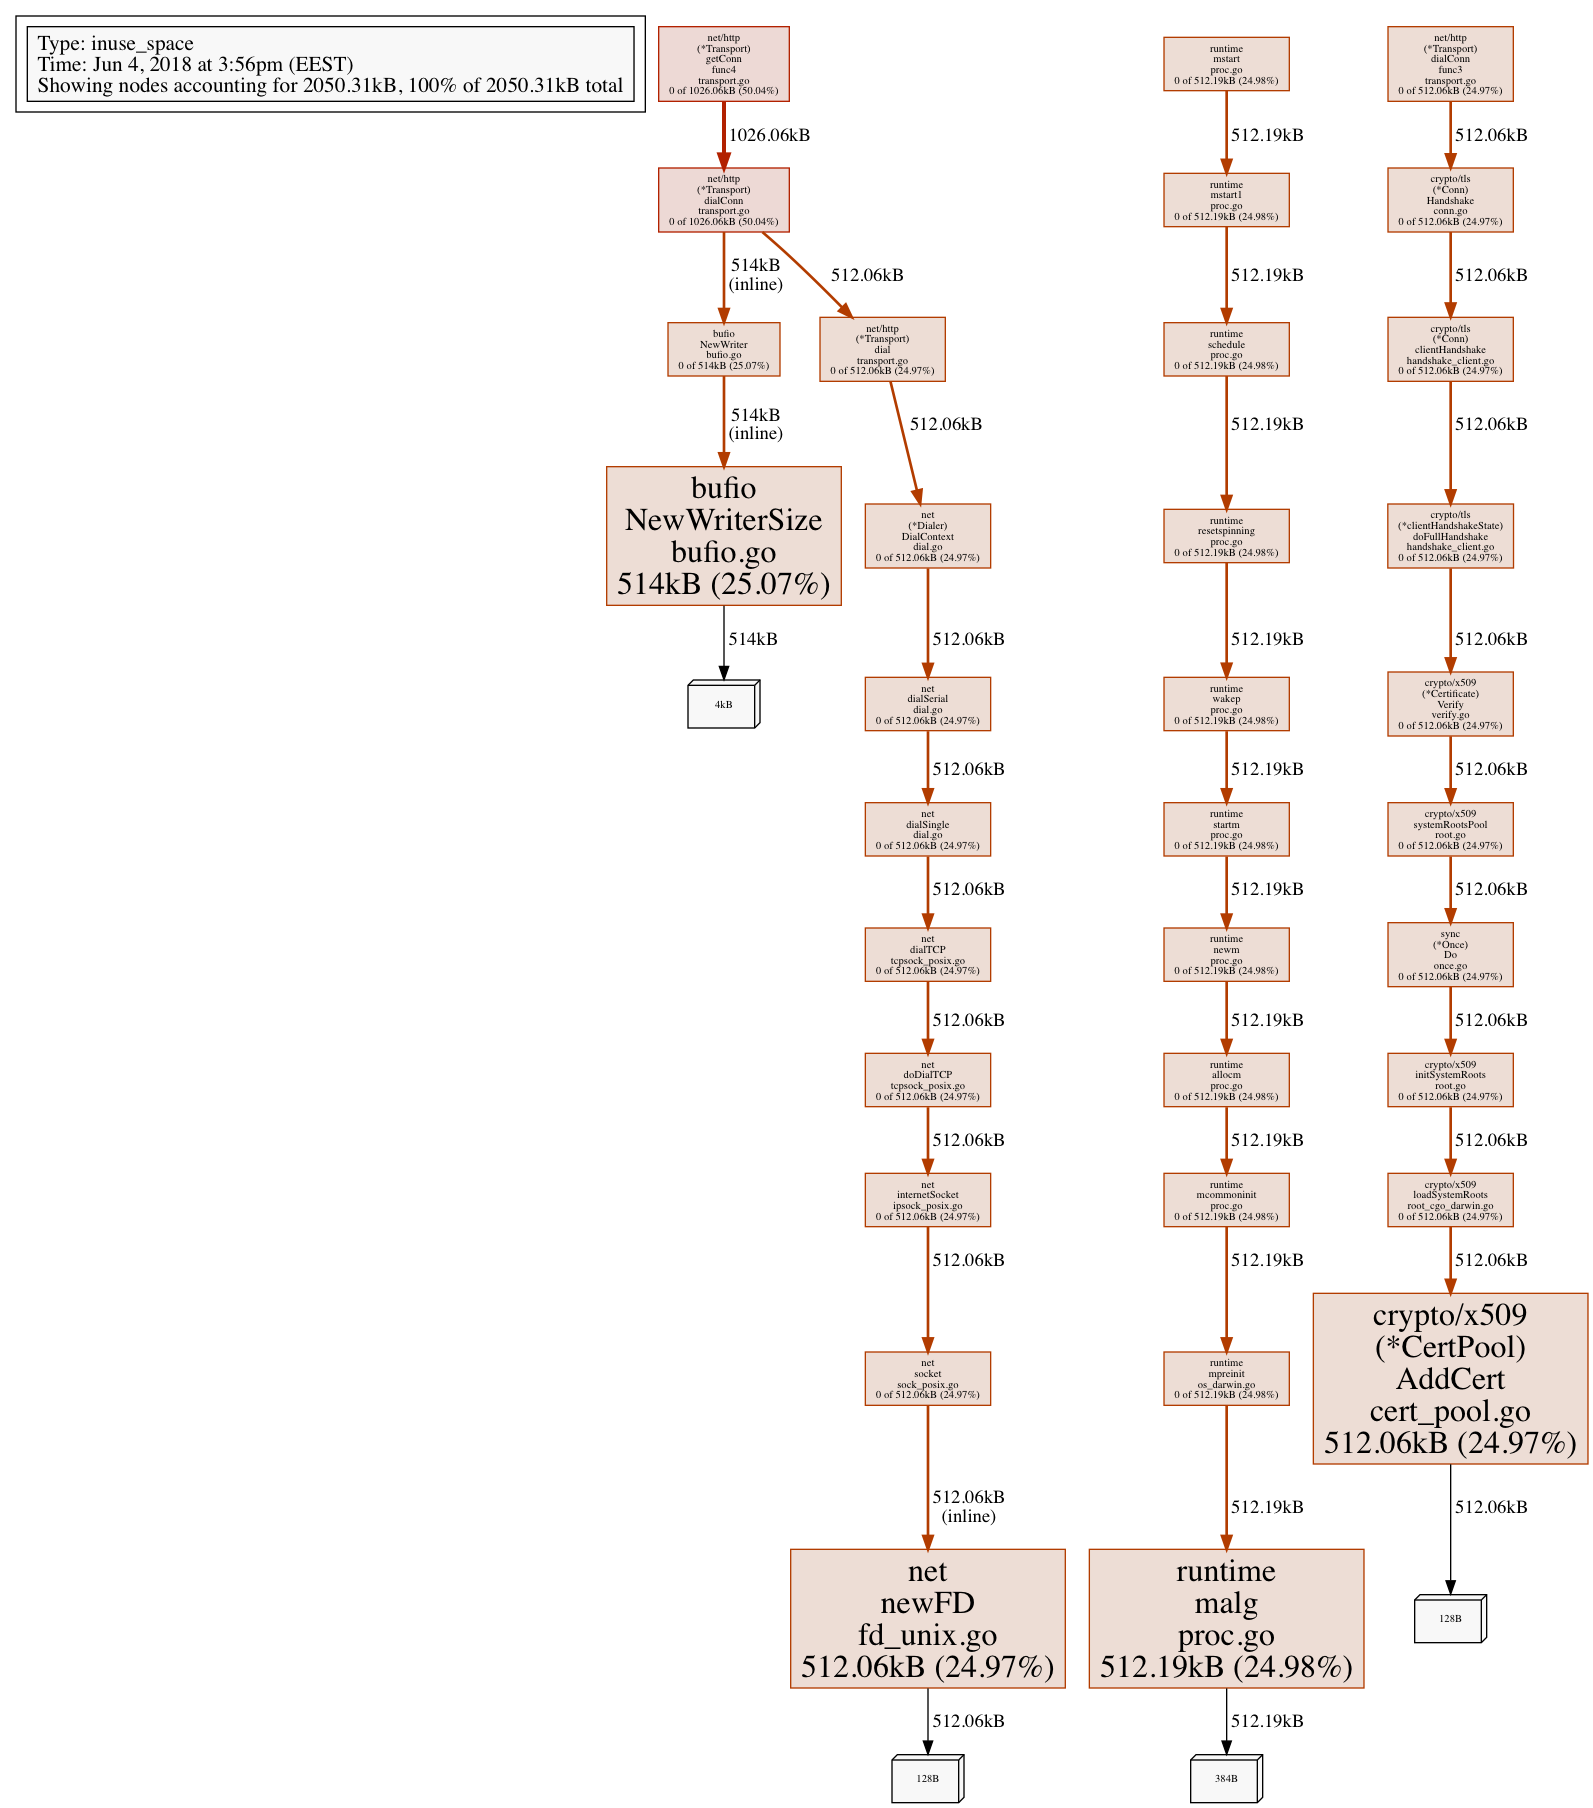 Type: inuse_space
Time: Jun 4, 2018 at 3:56pm (EEST)
Showing nodes accounting for 2050.31kB, 100% of 2050.31kB total
net/http
(*Transport)
getConn
func4
transport.go
0 of 1026.06kB (50.04%)
1026.06kB
net/http
(*Transport)
dialConn
transport.go
0 of 1026.06kB (50.04%)
514kB
(inline)
bufio
NewWriter
bufio.go
0 of 514kB (25.07%)
514kB
(inline)
bufio
NewWriterSize
bufio.go
514kB (25.07%)
514kB
4kB
512.06kB
net/http
(*Transport)
dial
transport.go
0 of 512.06kB (24.97%)
512.06kB
net
(*Dialer)
DialContext
dial.go
0 of 512.06kB (24.97%)
512.06kB
net
dialSerial
dial.go
0 of 512.06kB (24.97%)
512.06kB
net
dialSingle
dial.go
0 of 512.06kB (24.97%)
512.06kB
net
dialTCP
tcpsock_posix.go
0 of 512.06kB (24.97%)
512.06kB
net
doDialTCP
tcpsock_posix.go
0 of 512.06kB (24.97%)
512.06kB
net
internetSocket
ipsock_posix.go
0 of 512.06kB (24.97%)
512.06kB
net
socket
sock_posix.go
0 of 512.06kB (24.97%)
512.06kB
(inline)
net
newFD
fd_unix.go
512.06kB (24.97%)
512.06kB
128B
runtime
mstart
proc.go
0 of 512.19kB (24.98%)
512.19kB
runtime
mstart1
proc.go
0 of 512.19kB (24.98%)
512.19kB
runtime
schedule
proc.go
0 of 512.19kB (24.98%)
512.19kB
runtime
resetspinning
proc.go
0 of 512.19kB (24.98%)
512.19kB
runtime
wakep
proc.go
0 of 512.19kB (24.98%)
512.19kB
runtime
startm
proc.go
0 of 512.19kB (24.98%)
512.19kB
runtime
newm
proc.go
0 of 512.19kB (24.98%)
512.19kB
runtime
allocm
proc.go
0 of 512.19kB (24.98%)
512.19kB
runtime
mcommoninit
proc.go
0 of 512.19kB (24.98%)
512.19kB
runtime
mpreinit
os_darwin.go
0 of 512.19kB (24.98%)
512.19kB
runtime
malg
proc.go
512.19kB (24.98%)
512.19kB
384B
net/http
(*Transport)
dialConn
func3
transport.go
0 of 512.06kB (24.97%)
512.06kB
crypto/tls
(*Conn)
Handshake
conn.go
0 of 512.06kB (24.97%)
512.06kB
crypto/tls
(*Conn)
clientHandshake
handshake_client.go
0 of 512.06kB (24.97%)
512.06kB
crypto/tls
(*clientHandshakeState)
doFullHandshake
handshake_client.go
0 of 512.06kB (24.97%)
512.06kB
crypto/x509
(*Certificate)
Verify
verify.go
0 of 512.06kB (24.97%)
512.06kB
crypto/x509
systemRootsPool
root.go
0 of 512.06kB (24.97%)
512.06kB
sync
(*Once)
Do
once.go
0 of 512.06kB (24.97%)
512.06kB
crypto/x509
initSystemRoots
root.go
0 of 512.06kB (24.97%)
512.06kB
crypto/x509
loadSystemRoots
root_cgo_darwin.go
0 of 512.06kB (24.97%)
512.06kB
crypto/x509
(*CertPool)
AddCert
cert_pool.go
512.06kB (24.97%)
512.06kB
128B